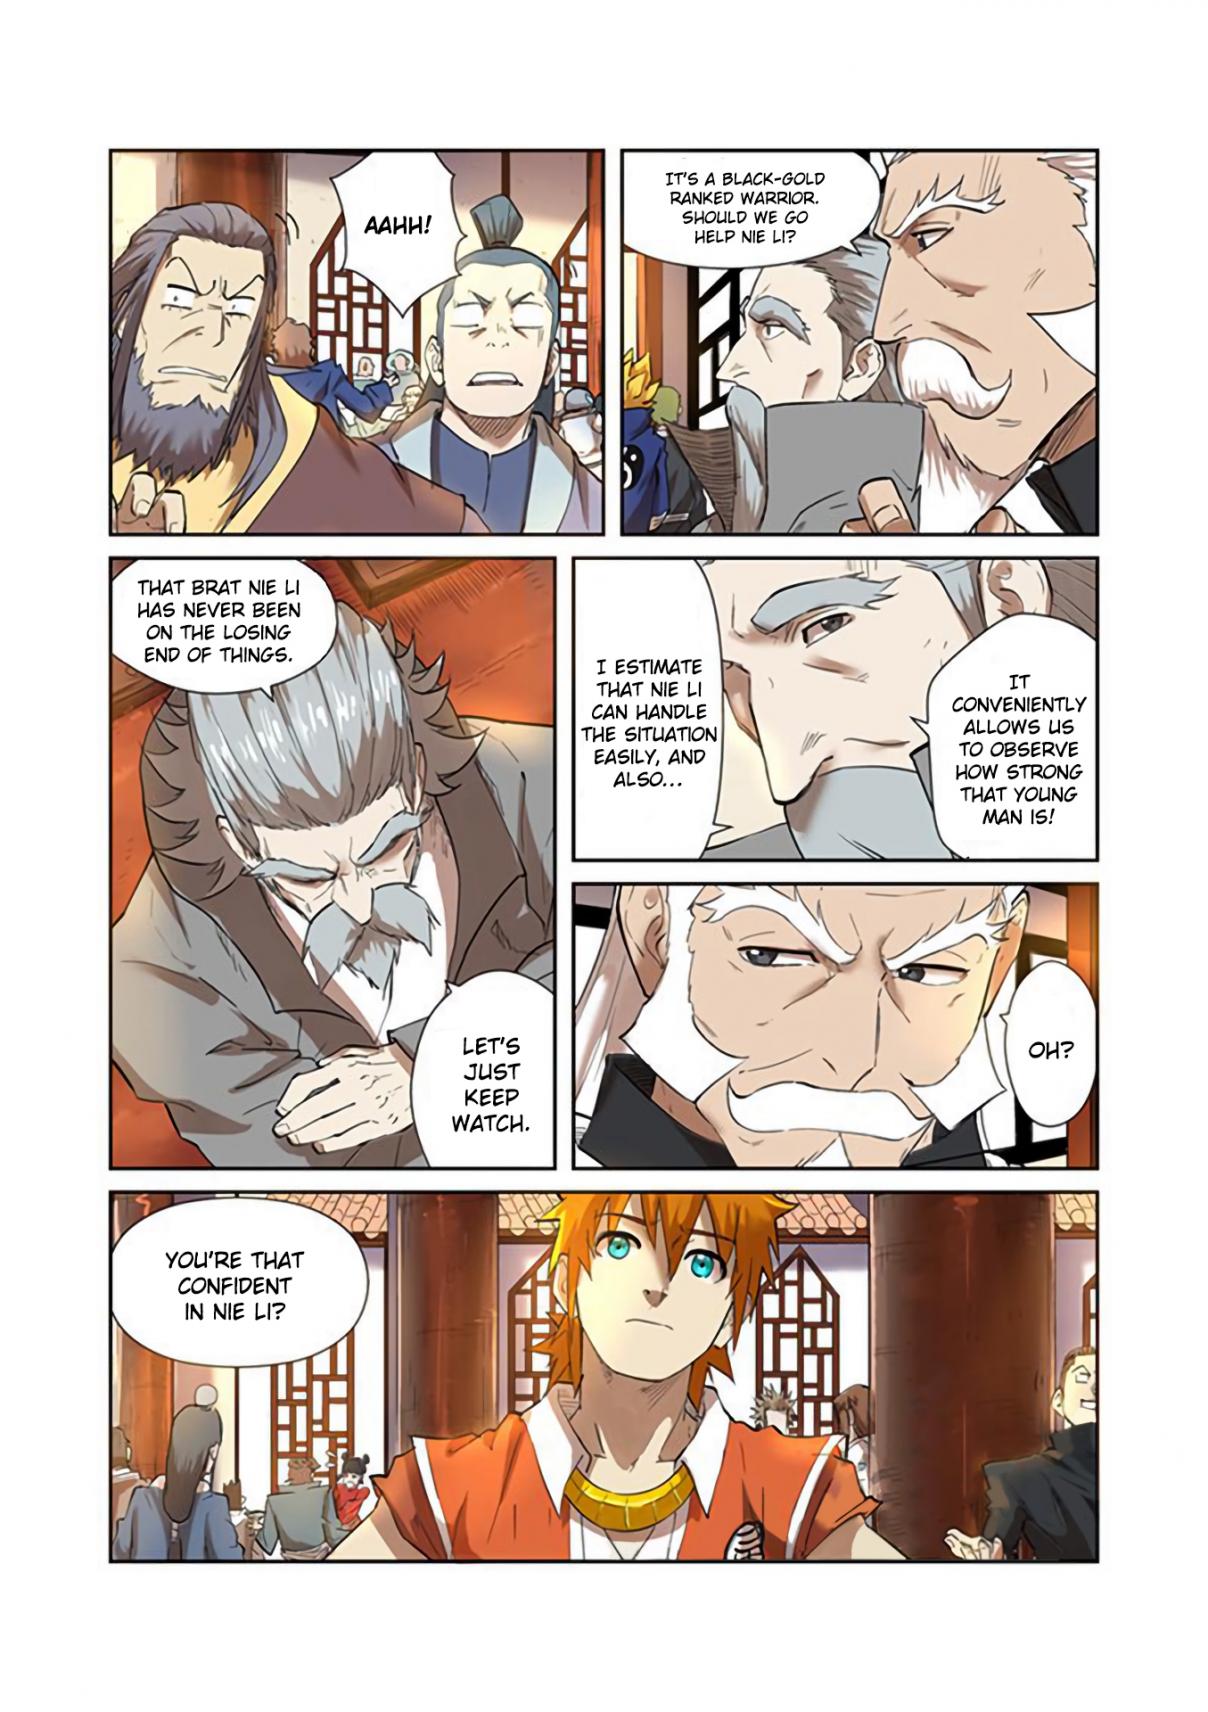 AAHH!
IT'S A BLACK-GOLD
RANKED WARRIOR.
SHOULD WE GO
HELP NIE LI?
THAT BRAT NIE LI
HAS NEVER BEEN
ON THE LOSING
END OF THINGS.
LET'S
JUST
KEEP
WATCH.
I ESTIMATE
THAT NIE LI
CAN HANDLE
THE SITUATION
EASILY, AND
ALSO...
IT
CONVENIENTLY
ALLOWS US
TO OBSERVE
HOW STRONG
THAT YOUNG
MAN IS!
OH?
YOU'RE THAT
CONFIDENT
IN NIE LI?